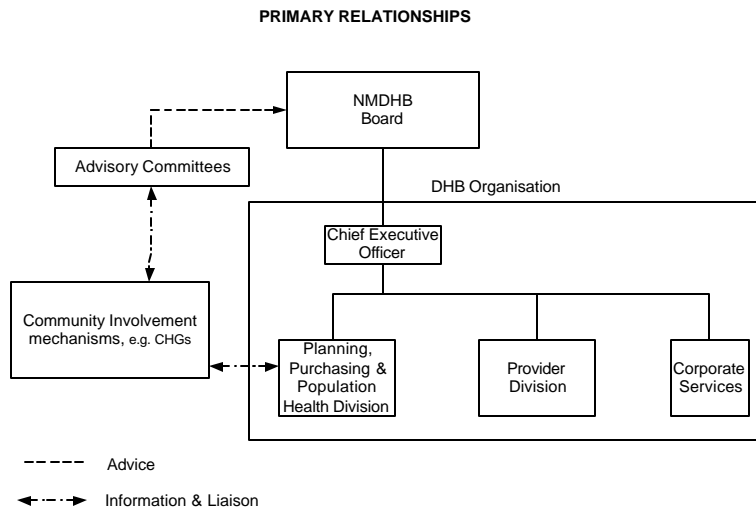 PRIMARY RELATIONSHIPS
NMDHB
Board
Advisory Committees
DHB Organisation
Chief Executive
Officer
Community Involvement
mechanisms, e.g. CHGs
Planning,
Purchasing &
Population
Health Division
Provider
Division
Corporate
Services
Advice
Information & Liaison